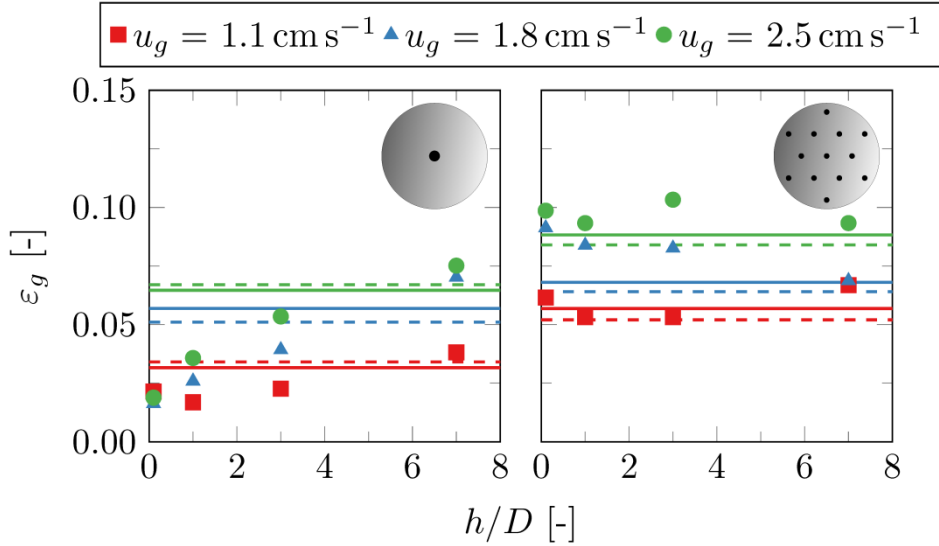 u_g = 1.1 cm s⁻¹ u_g = 1.8 cm s⁻¹ u_g = 2.5 cm s⁻¹
0.15
0.10
0.05
0.00
ε_g [-]
0 2 4 6 8 0 2 4 6 8
h/D [-]